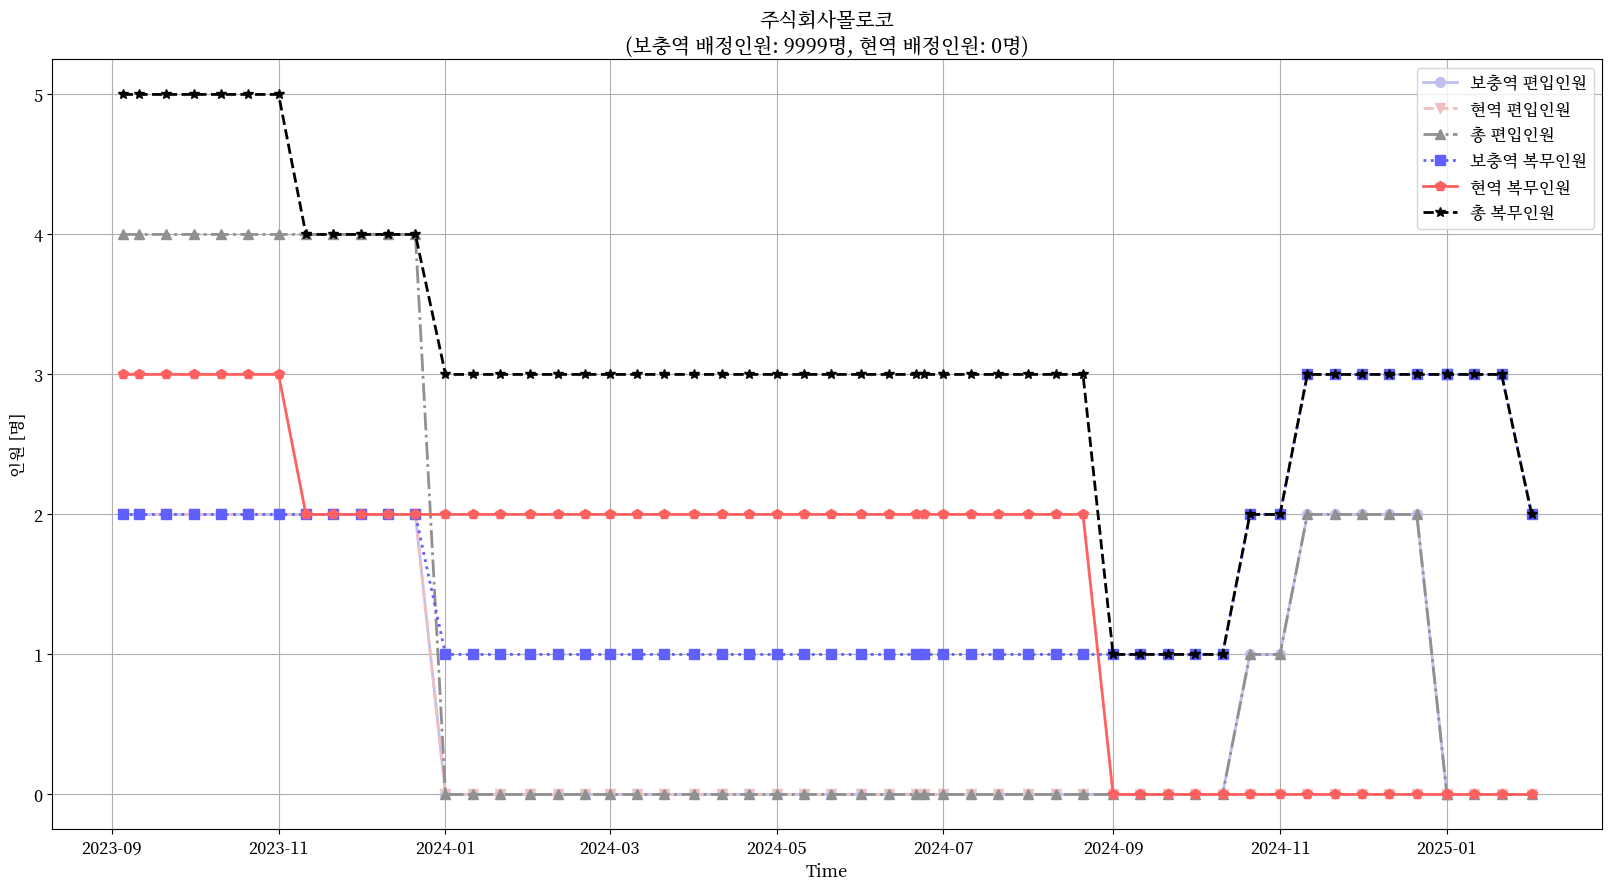 주식회사몰로코
(보충역 배정인원: 9999명, 현역 배정인원: 0명)
보충역 편입인원
현역 편입인원
총 편입인원
보충역 복무인원
현역 복무인원
총 복무인원
인원 [명]
5
4
3
2
1
0
2023-09
2023-11
2024-01
2024-03
2024-05
2024-07
2024-09
2024-11
2025-01
Time